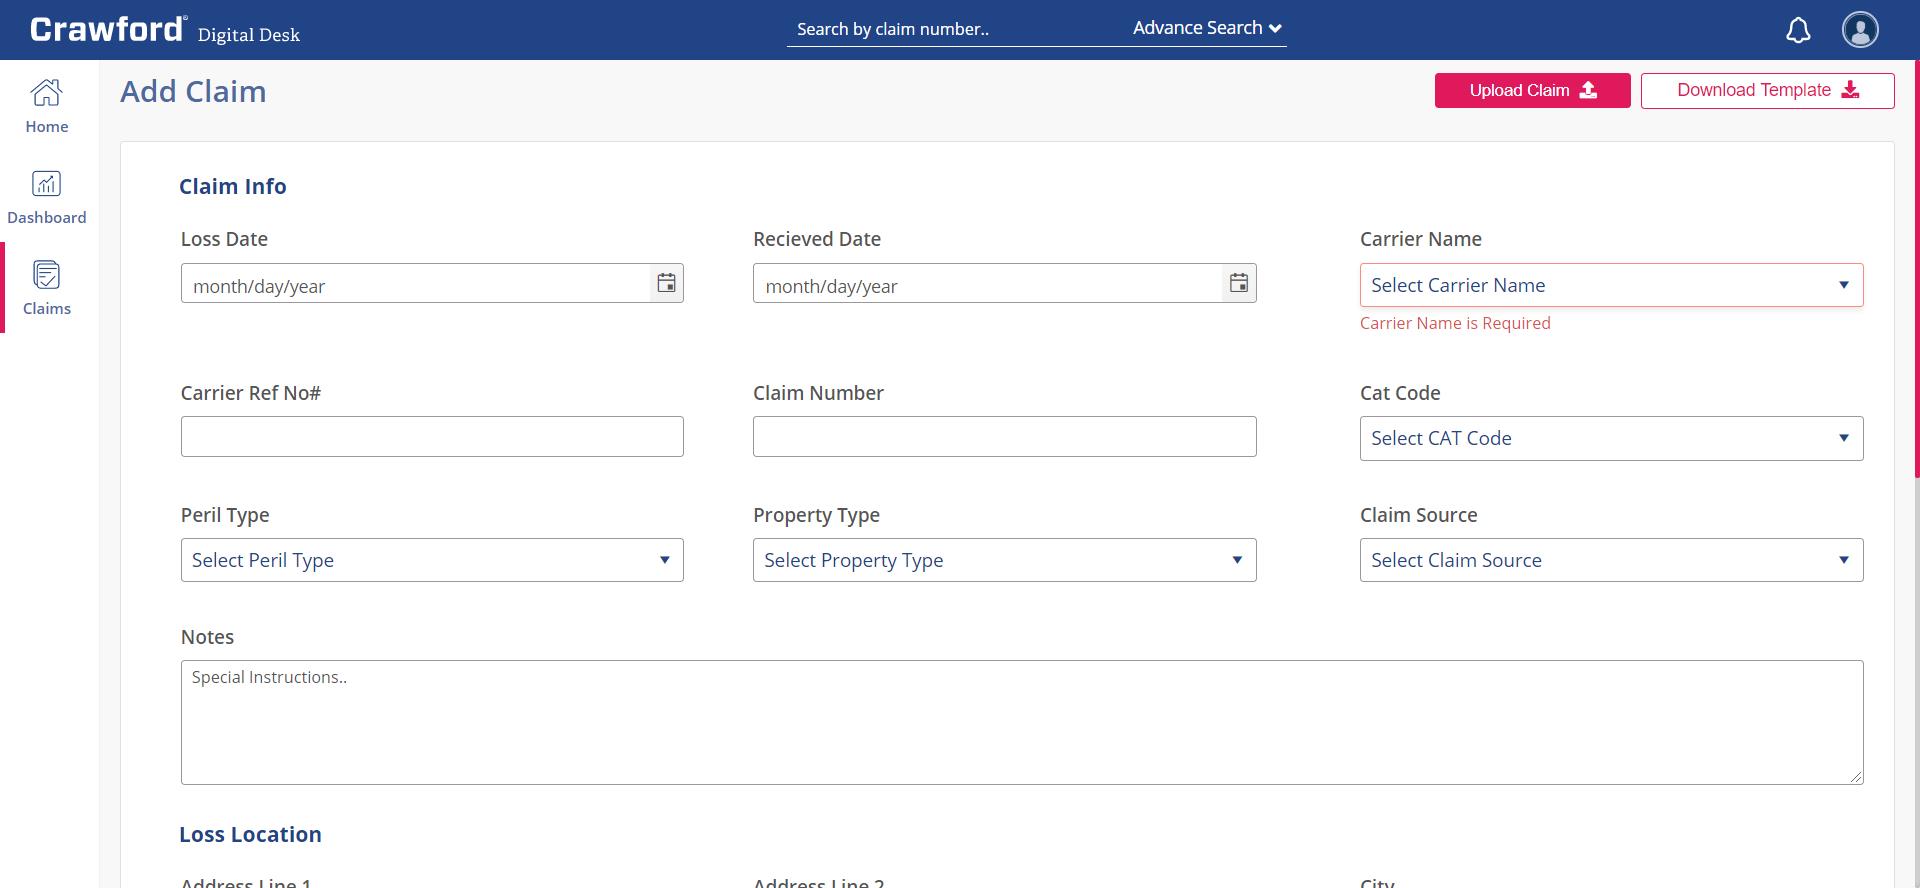 Crawford® Digital Desk
Search by claim number..
Advance Search
Home
Dashboard
Claims
Add Claim
Upload Claim
Download Template
Claim Info
Loss Date
Recieved Date
Carrier Name
month/day/year
month/day/year
Select Carrier Name
Carrier Name is Required
Carrier Ref No#
Claim Number
Cat Code
Select CAT Code
Peril Type
Property Type
Claim Source
Select Peril Type
Select Property Type
Select Claim Source
Notes
Special Instructions..
Loss Location
Address Line 1
Address Line 2
City